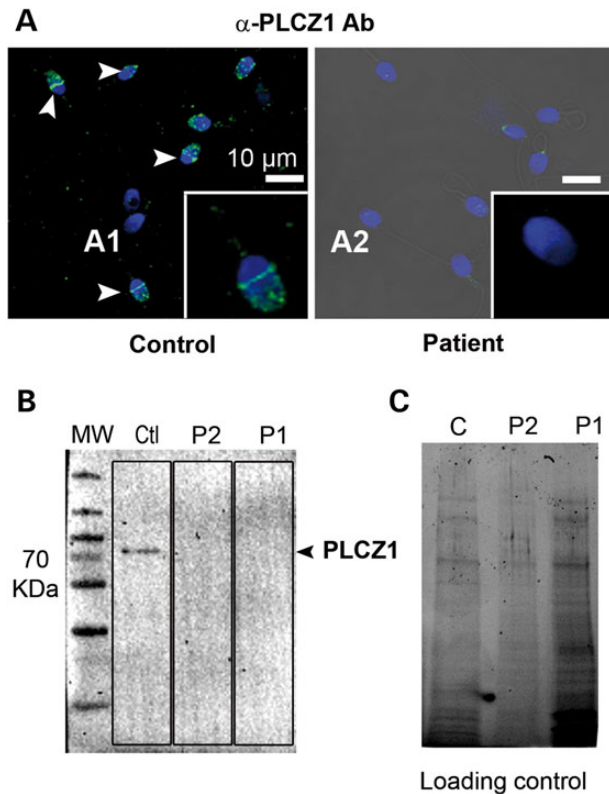 A
α-PLCZ1 Ab
10 µm
A1
A2
Control
Patient
B
MW Ctl P2 P1
70
KDa
PLCZ1
C
C P2 P1
Loading control